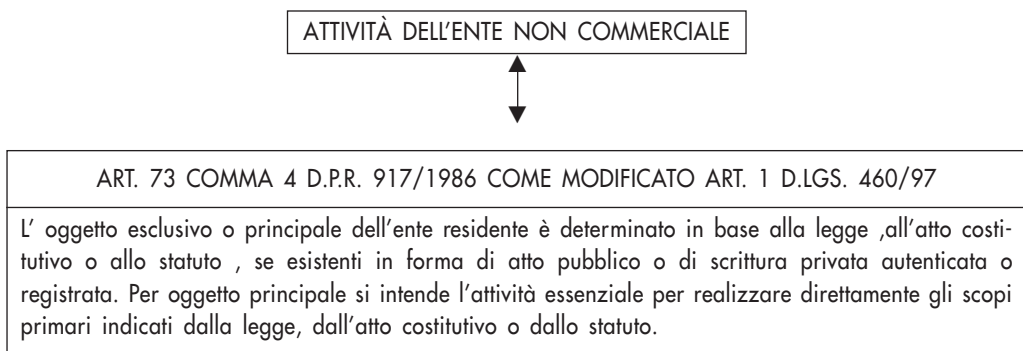 ATTIVITÀ DELL'ENTE NON COMMERCIALE
ART. 73 COMMA 4 D.P.R. 917/1986 COME MODIFICATO ART. 1 D.LGS. 460/97
L' oggetto esclusivo o principale dell'ente residente è determinato in base alla legge ,all'atto costi-
tutivo o allo statuto , se esistenti in forma di atto pubblico o di scrittura privata autenticata o
registrata. Per oggetto principale si intende l'attività essenziale per realizzare direttamente gli scopi
primari indicati dalla legge, dall'atto costitutivo o dallo statuto.